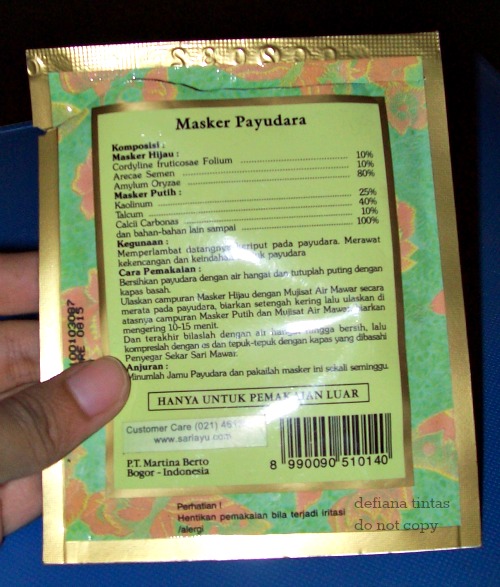 Masker Payudara
Komposisi :
Masker Hijau :
Cordyline fruticosae Folium ........ 10%
Arecae Semen ........ 10%
Amylum Oryzae ........ 80%
Masker Putih :
Kaolinum ........ 25%
Talcum ........ 40%
Calcii Carbonas ........ 10%
dan bahan-bahan lain sampai ........ 100%
Kegunaan :
Memperlambat datangnya keriput pada payudara. Merawat
kekencangan dan keindahan payudara
Cara Pemakaian :
Bersihkan payudara dengan air hangat dan tutuplah puting dengan
kapas basah.
Ulaskan campuran Masker Hijau dengan Mujisat Air Mawar secara
merata pada payudara, biarkan setengah kering lalu ulaskan di
atasnya campuran Masker Putih dan Mujisat Air Mawar, biarkan
mengering 10-15 menit.
Dan terakhir bilaslah dengan air hingga bersih, lalu
kompreslah dengan es dan tepuk-tepuk dengan kapas yang dibasahi
Penyegar Sekar Sari Mawar.
Anjuran :
Minumlah Jamu Payudara dan pakailah masker ini sekali seminggu.
HANYA UNTUK PEMAKAIAN LUAR
Customer Care (021)
www.sariayu.com
P.T. Martina Berto
Bogor - Indonesia
8 990090 510140
Perhatian !
Hentikan pemakaian bila terjadi iritasi
/alergi
defiana tintas
do not copy
0815